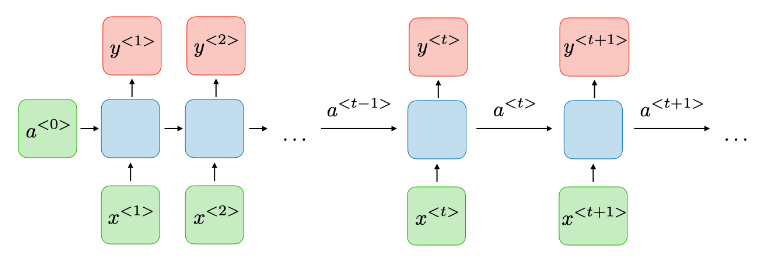 y<1> y<2> y<t> y<t+1>
a<0> ... a<t−1> a<t> a<t+1> ...
x<1> x<2> x<t> x<t+1>